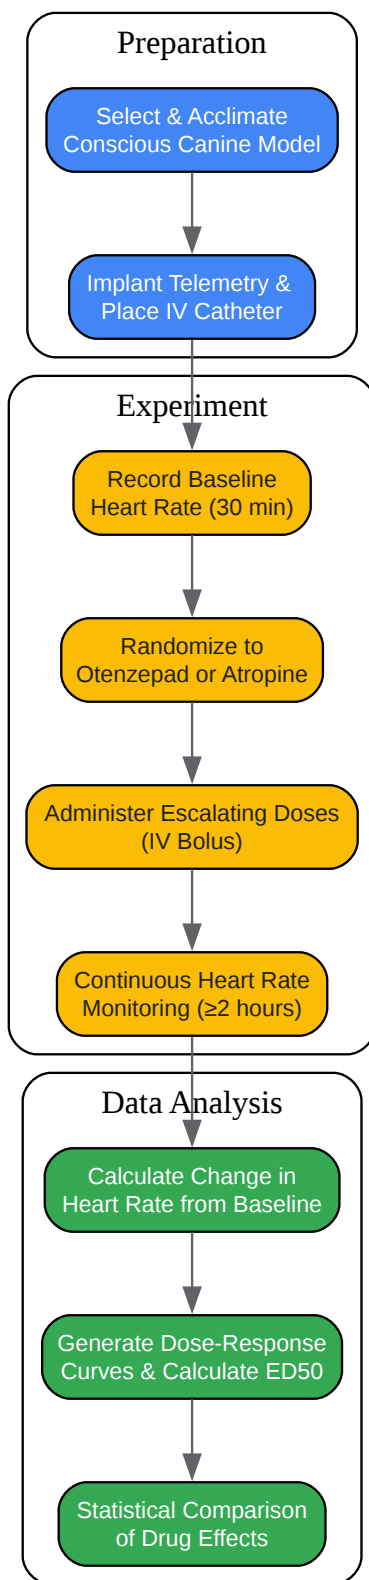 Preparation
Select & Acclimate
Conscious Canine Model
Implant Telemetry &
Place IV Catheter
Experiment
Record Baseline
Heart Rate (30 min)
Randomize to
Otenzepad or Atropine
Administer Escalating Doses
(IV Bolus)
Continuous Heart Rate
Monitoring (≥2 hours)
Data Analysis
Calculate Change in
Heart Rate from Baseline
Generate Dose-Response
Curves & Calculate ED50
Statistical Comparison
of Drug Effects